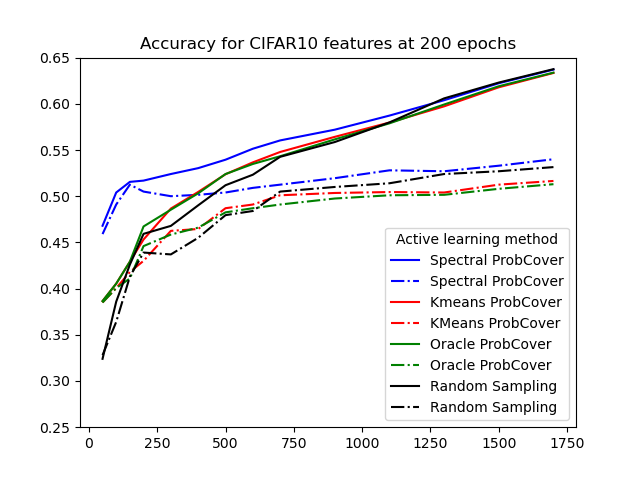 Accuracy for CIFAR10 features at 200 epochs
0.65
0.60
0.55
0.50
0.45
0.40
0.35
0.30
0.25
Active learning method
Spectral ProbCover
Spectral ProbCover
Kmeans ProbCover
KMeans ProbCover
Oracle ProbCover
Oracle ProbCover
Random Sampling
Random Sampling
0 250 500 750 1000 1250 1500 1750